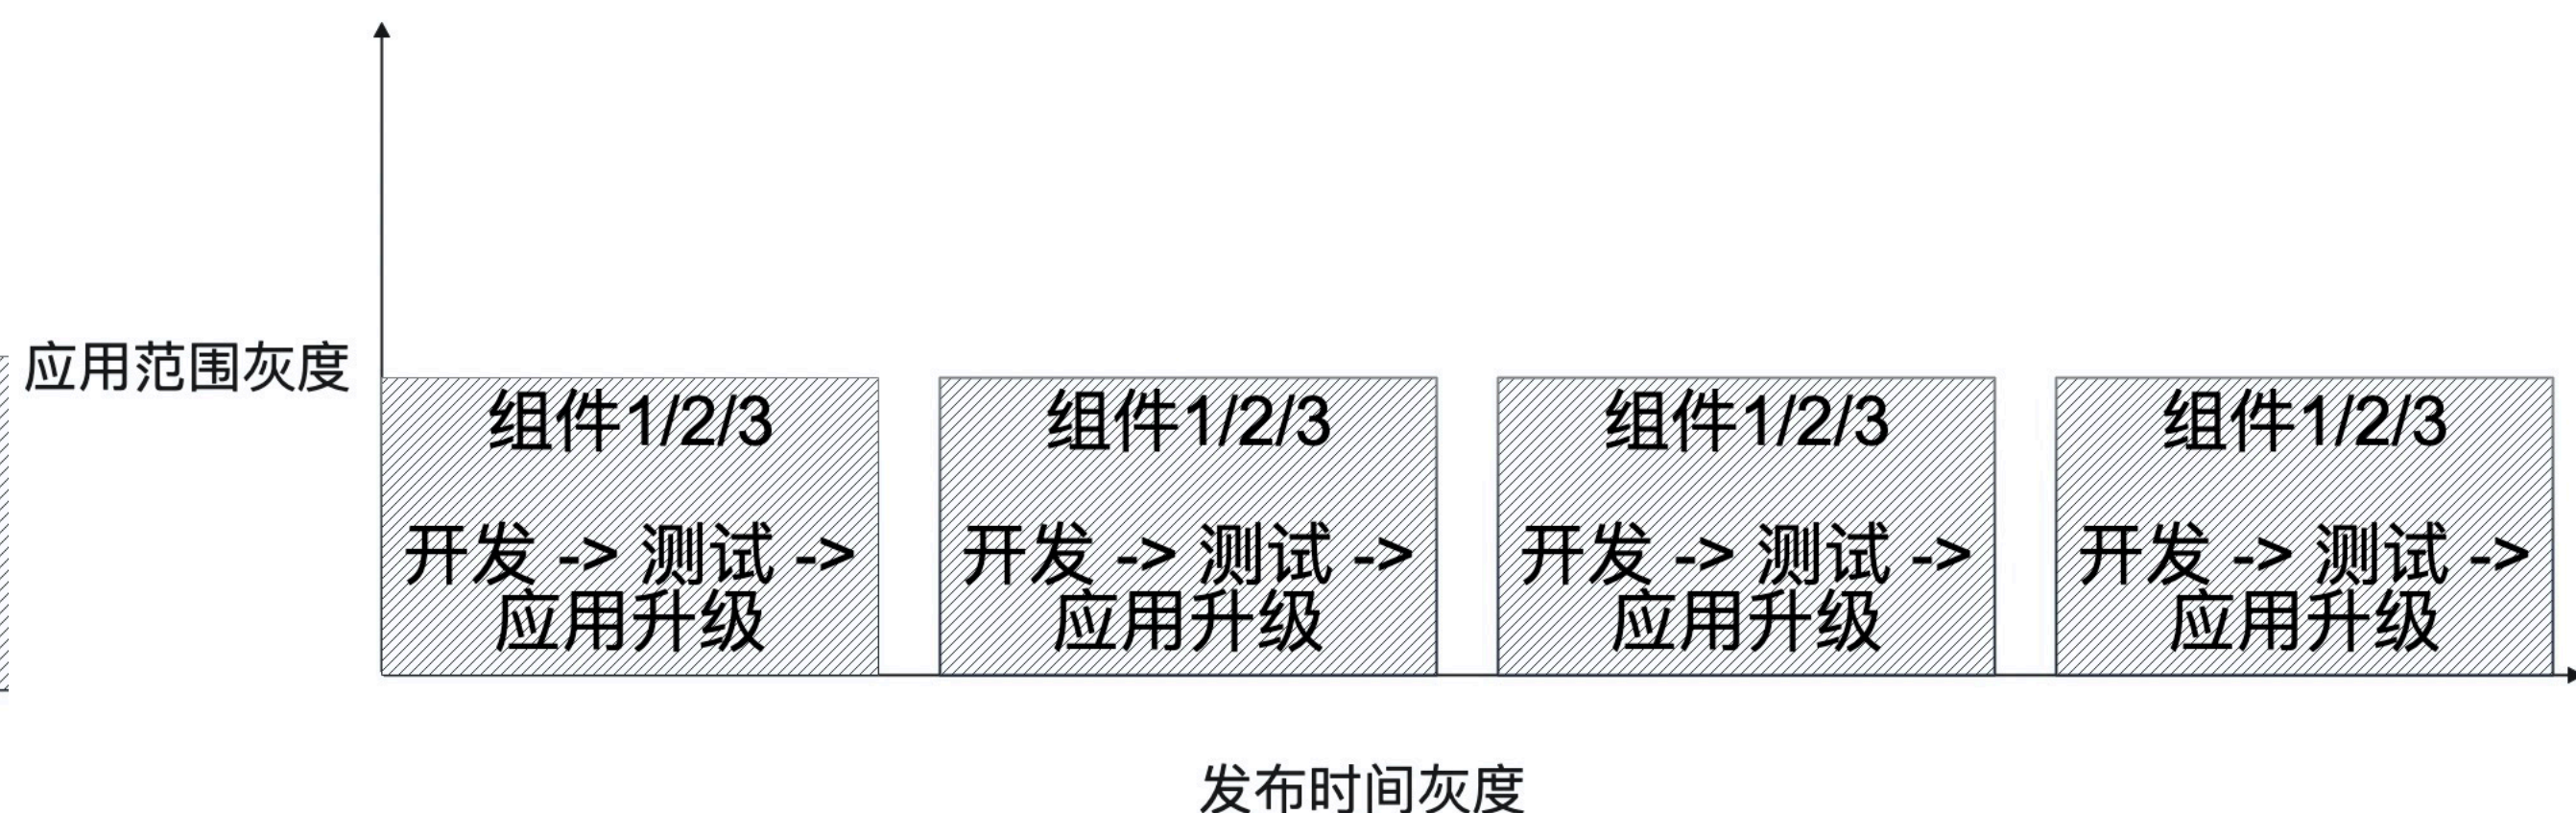 应用范围灰度
组件1/2/3
开发 -> 测试 ->
应用升级
组件1/2/3
开发 -> 测试 ->
应用升级
组件1/2/3
开发 -> 测试 ->
应用升级
组件1/2/3
开发 -> 测试 ->
应用升级
发布时间灰度